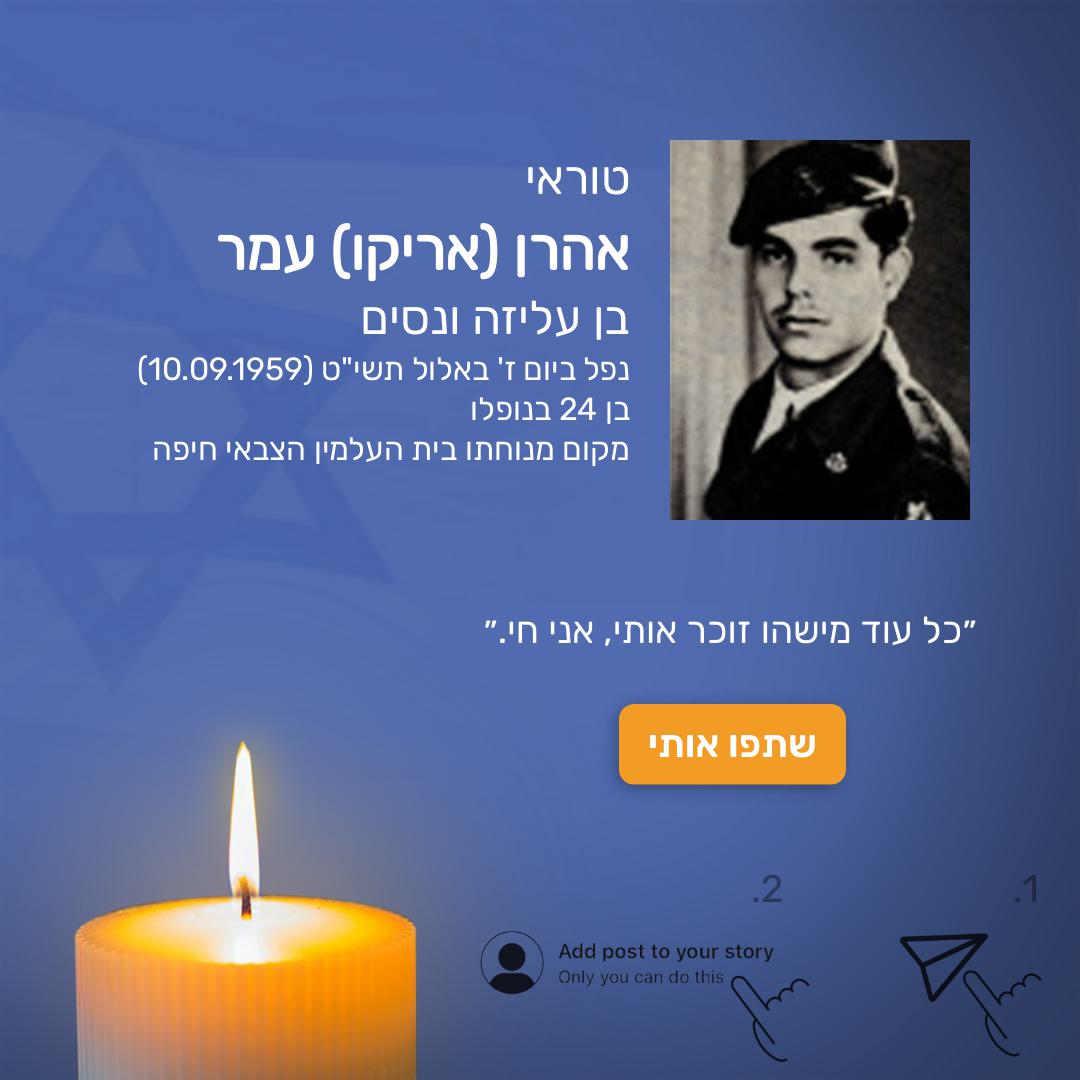 טוראי
אהרן (אריקו) עמר
בן עליזה ונסים
נפל ביום ז' באלול תשי"ט (10.09.1959)
בן 24 בנופלו
מקום מנוחתו בית העלמין הצבאי חיפה
״כל עוד מישהו זוכר אותי, אני חי.״
שתפו אותי
.1
.2
Add post to your story
Only you can do this